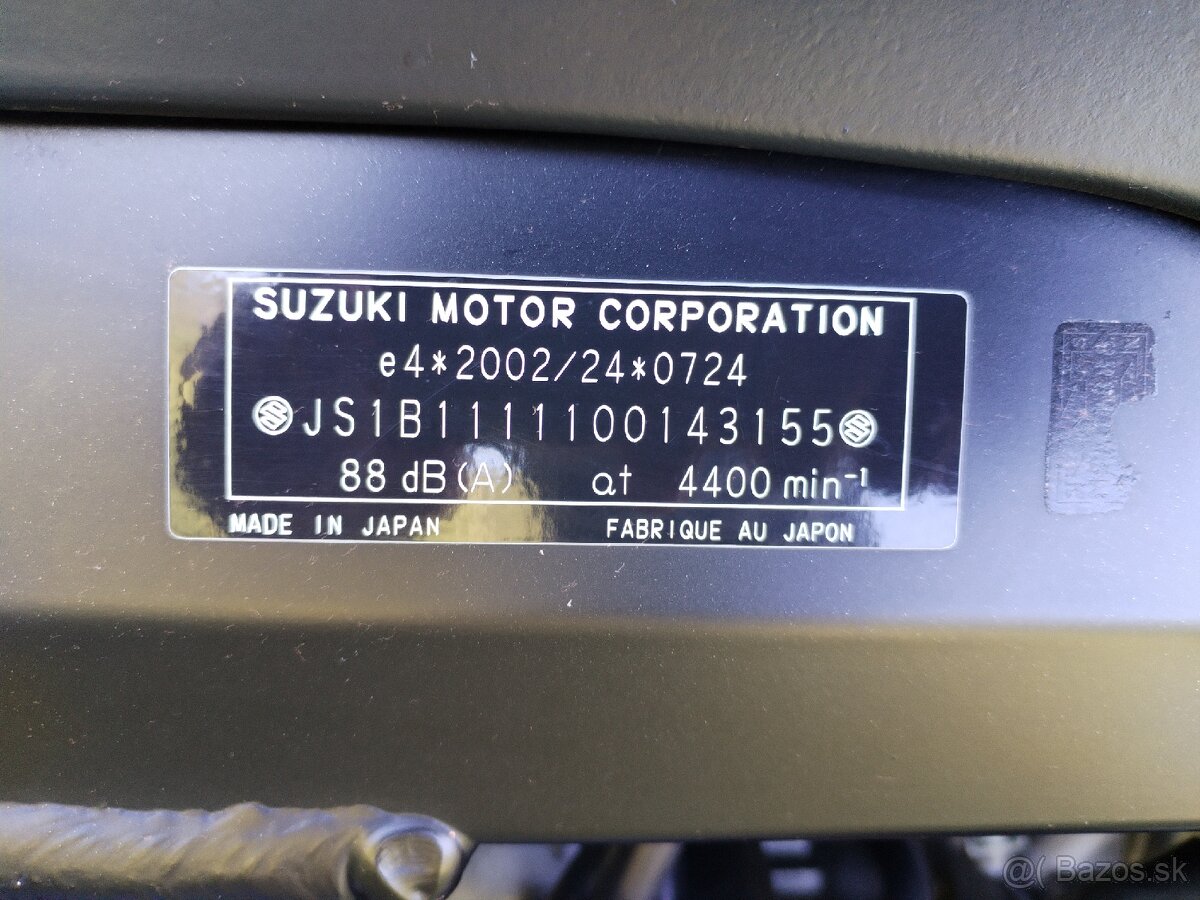 SUZUKI MOTOR CORPORATION
e4*2002/24*0724
JS1B1111100143155
88 dB(A) at 4400 min⁻¹
MADE IN JAPAN FABRIQUE AU JAPON
@( Bazos.sk